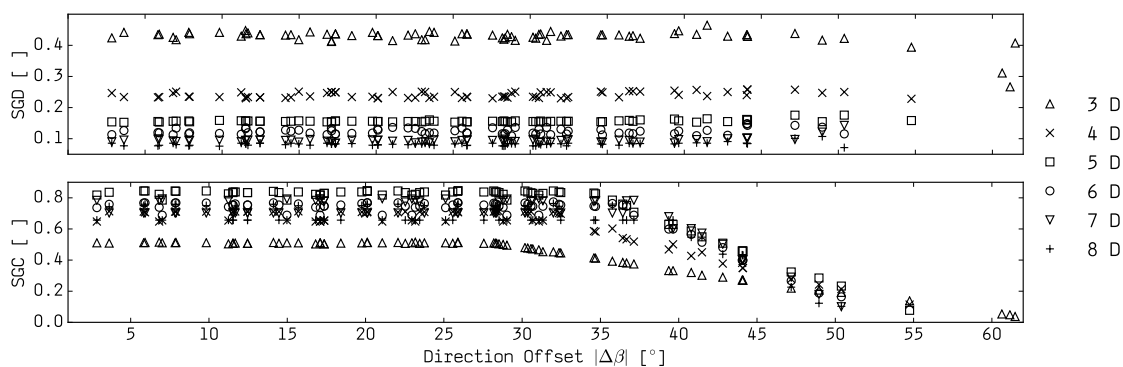 0.4
0.3
0.2
0.1
SGD [ ]
0.8
0.6
0.4
0.2
0.0
SGC [ ]
5 10 15 20 25 30 35 40 45 50 55 60
Direction Offset |Δβ| [°]
3 D
4 D
5 D
6 D
7 D
8 D